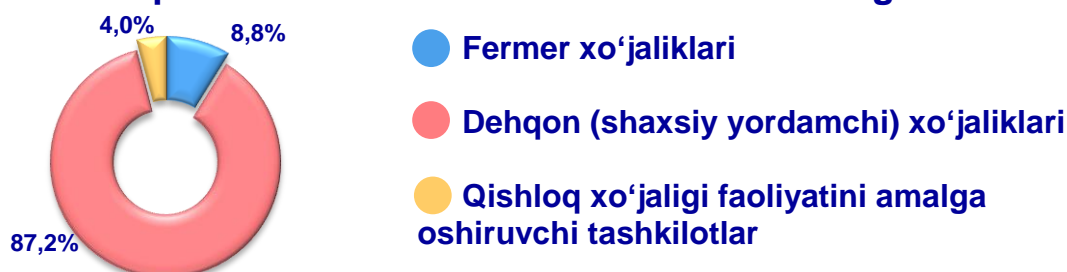 4,0%
8,8%
87,2%
Fermer xo‘jaliklari
Dehqon (shaxsiy yordamchi) xo‘jaliklari
Qishloq xo‘jaligi faoliyatini amalga
oshiruvchi tashkilotlar